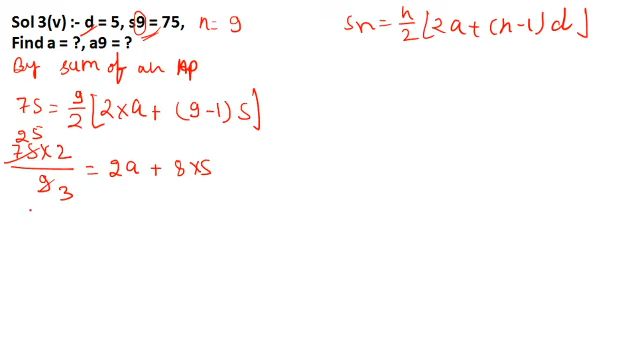 Sol 3(v) :- d = 5, s9 = 75, n = 9
Find a = ?, a9 = ?
Sn = n/2 [2a + (n-1) d]
By sum of an AP
75 = 9/2 [2×a + (9-1) 5]
25
75×2/9 3 = 2a + 8×5